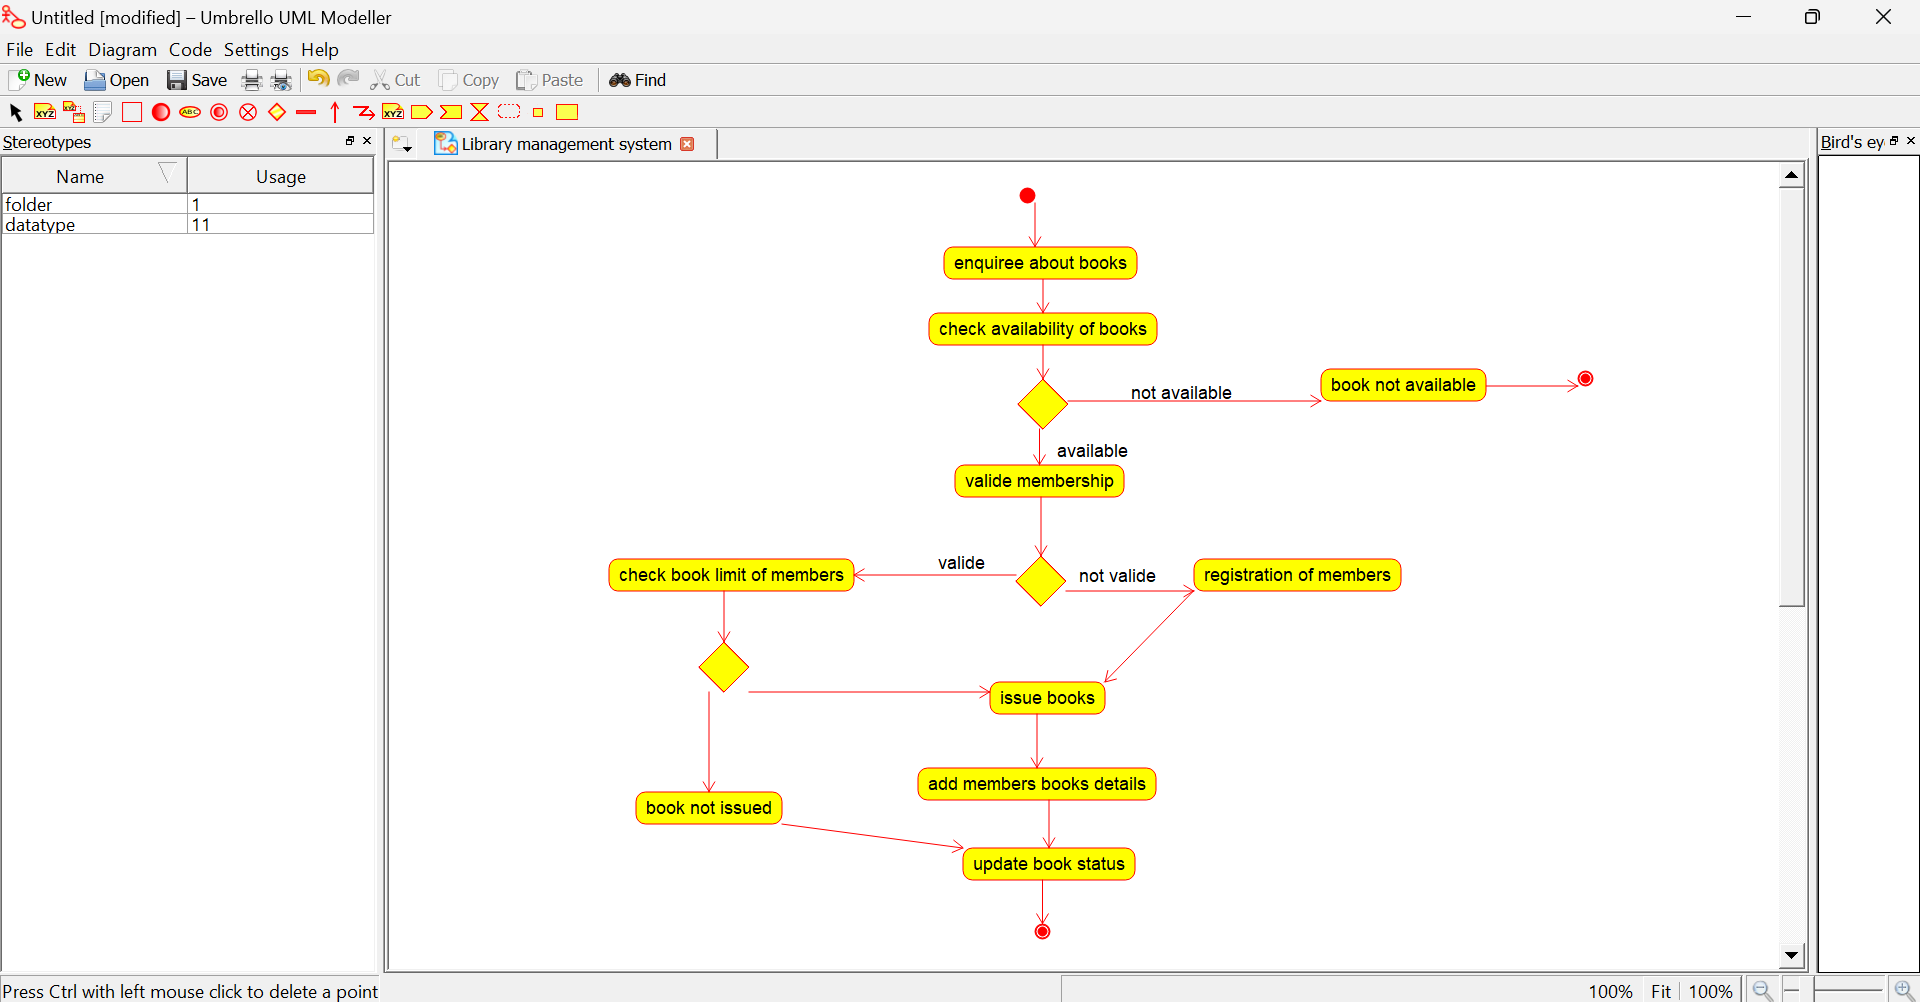 Untitled [modified] – Umbrello UML Modeller
File Edit Diagram Code Settings Help
New Open Save Cut Copy Paste Find
XYZ XYZ ABC XYZ
Stereotypes
Library management system
Bird's ey
Name Usage
folder 1
datatype 11
enquiree about books
check availability of books
not available
book not available
available
valide membership
check book limit of members
valide
not valide
registration of members
issue books
add members books details
book not issued
update book status
Press Ctrl with left mouse click to delete a point
100% Fit 100%